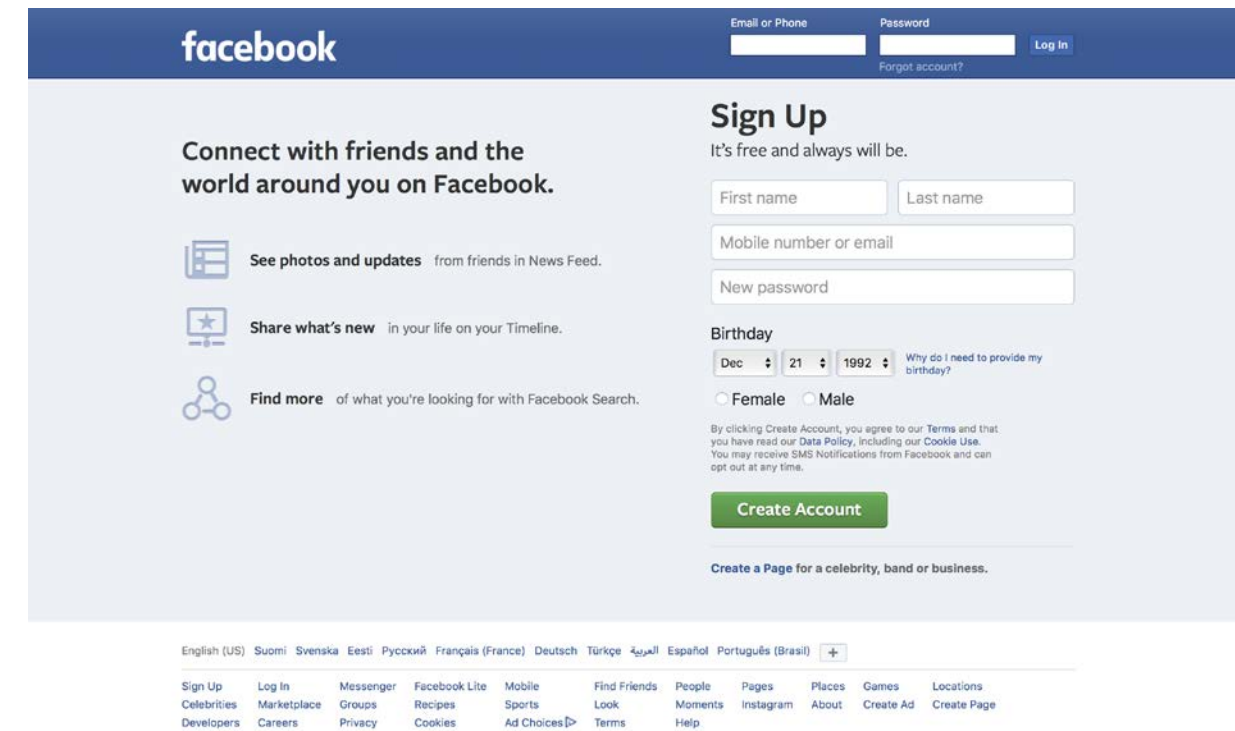 facebook
Email or Phone
Password
Log In
Forgot account?
Connect with friends and the
world around you on Facebook.
See photos and updates from friends in News Feed.
Share what's new in your life on your Timeline.
Find more of what you're looking for with Facebook Search.
Sign Up
It's free and always will be.
First name
Last name
Mobile number or email
New password
Birthday
Dec 21 1992
Why do I need to provide my
birthday?
Female Male
By clicking Create Account, you agree to our Terms and that
you have read our Data Policy, including our Cookie Use.
You may receive SMS Notifications from Facebook and can
opt out at any time.
Create Account
Create a Page for a celebrity, band or business.
English (US) Suomi Svenska Eesti Русский Français (France) Deutsch Türkçe العربية Español Português (Brasil) +
Sign Up Log In Messenger Facebook Lite Mobile Find Friends People Pages Places Games Locations
Celebrities Marketplace Groups Recipes Sports Look Moments Instagram About Create Ad Create Page
Developers Careers Privacy Cookies Ad Choices Terms Help